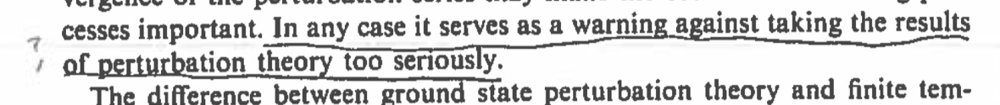 cesses important. In any case it serves as a warning against taking the results
of perturbation theory too seriously.
The difference between ground state perturbation theory and finite tem-